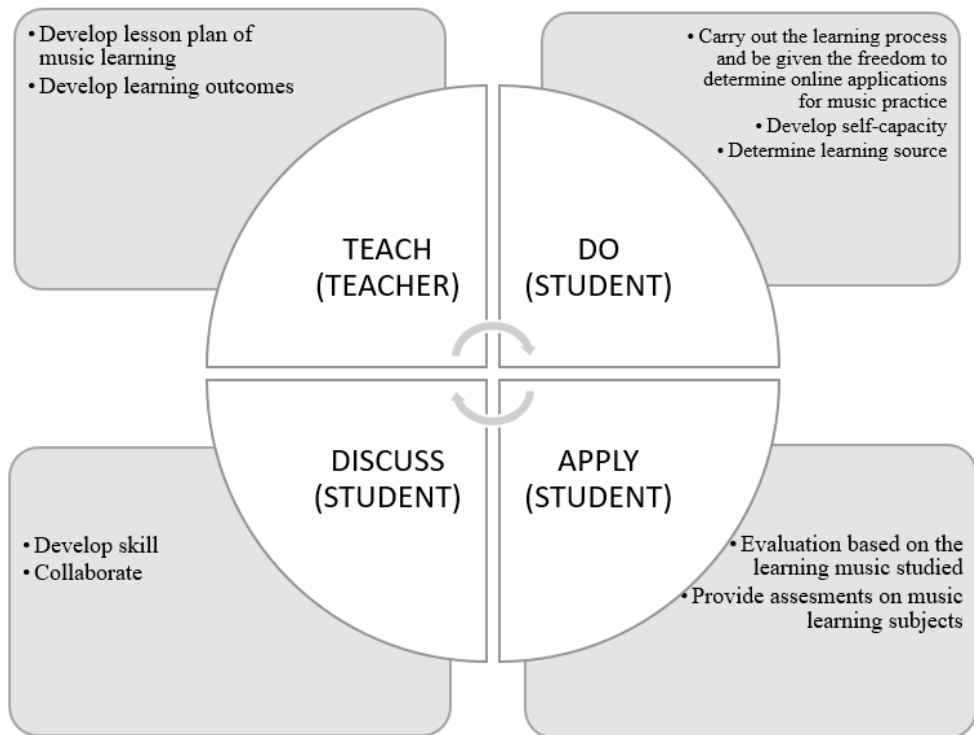 • Develop lesson plan of
music learning
• Develop learning outcomes
• Carry out the learning process
and be given the freedom to
determine online applications
for music practice
• Develop self-capacity
• Determine learning source
TEACH
(TEACHER)
DO
(STUDENT)
DISCUSS
(STUDENT)
APPLY
(STUDENT)
• Develop skill
• Collaborate
• Evaluation based on the
learning music studied
• Provide assesments on music
learning subjects